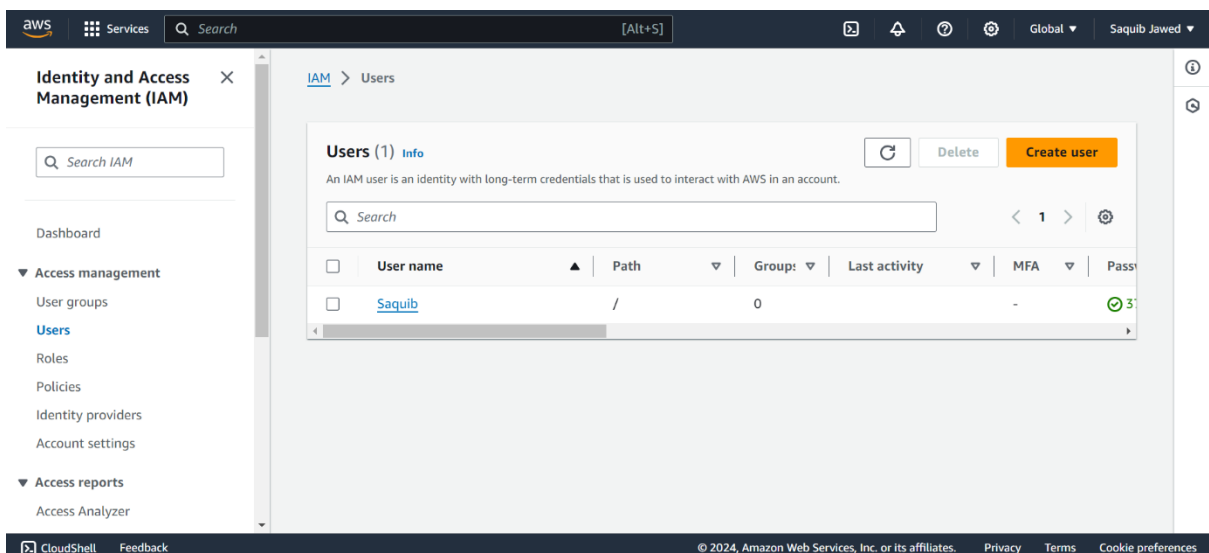 aws Services Search [Alt+S] Global Saquib Jawed
Identity and Access
Management (IAM)
Search IAM
Dashboard
Access management
User groups
Users
Roles
Policies
Identity providers
Account settings
Access reports
Access Analyzer
IAM > Users
Users (1) Info
Delete
Create user
An IAM user is an identity with long-term credentials that is used to interact with AWS in an account.
Search
1
User name Path Group: Last activity MFA
Saquib / 0 -
CloudShell Feedback © 2024, Amazon Web Services, Inc. or its affiliates. Privacy Terms Cookie preferences